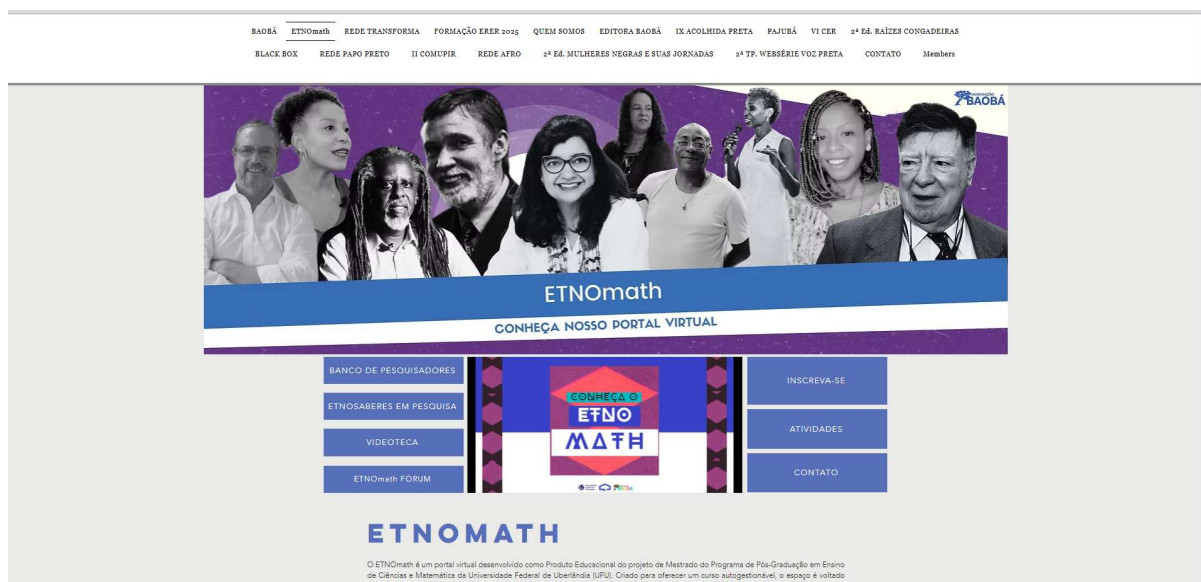 BAOBÁ ETNOmath REDE TRANSFORMA FORMAÇÃO ERER 2025 QUEM SOMOS EDITORA BAOBÁ IX ACOLHIDA PRETA PAJUBÁ VI CER 2ª Ed. RAÍZES CONGADEIRAS
BLACK BOX REDE PAPO PRETO II COMUPIR REDE AFRO 2ª Ed. MULHERES NEGRAS E SUAS JORNADAS 2ª TP. WEBSÉRIE VOZ PRETA CONTATO Members
ASSOCIAÇÃO
BAOBÁ
ETNOmath
CONHEÇA NOSSO PORTAL VIRTUAL
BANCO DE PESQUISADORES
ETNOSABERES EM PESQUISA
VIDEOTECA
ETNOmath FÓRUM
CONHEÇA O
ETNO
MATH
INSCREVA-SE
ATIVIDADES
CONTATO
ETNOMATH
O ETNOmath é um portal virtual desenvolvido como Produto Educacional do projeto de Mestrado do Programa de Pós-Graduação em Ensino
de Ciências e Matemática da Universidade Federal de Uberlândia (UFU). Criado para oferecer um curso autogestionável, o espaço é voltado